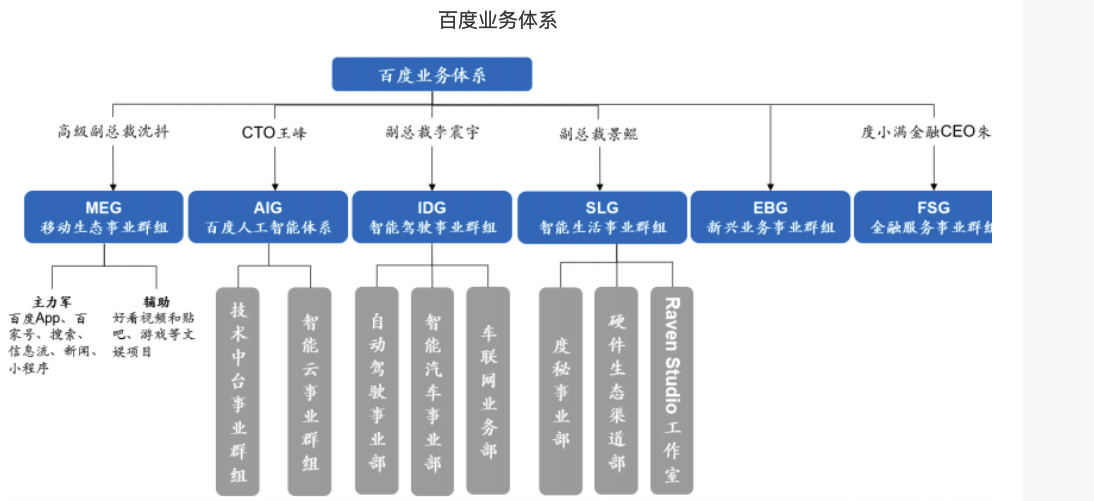 百度业务体系
百度业务体系
高级副总裁沈抖
CTO王峰
副总裁李震宇
副总裁景鲲
度小满金融CEO朱
MEG
移动生态事业群组
AIG
百度人工智能体系
IDG
智能驾驶事业群组
SLG
智能生活事业群组
EBG
新兴业务事业群组
FSG
金融服务事业群组
主力军
百度App、百
家号、搜索、
信息流、新闻、
小程序
辅助
好看视频和贴
吧、游戏等文
娱项目
技术中台事业群组
智能云事业群组
自动驾驶事业部
智能汽车事业部
车联网业务部
度秘事业部
硬件生态渠道部
Raven Studio 工作室